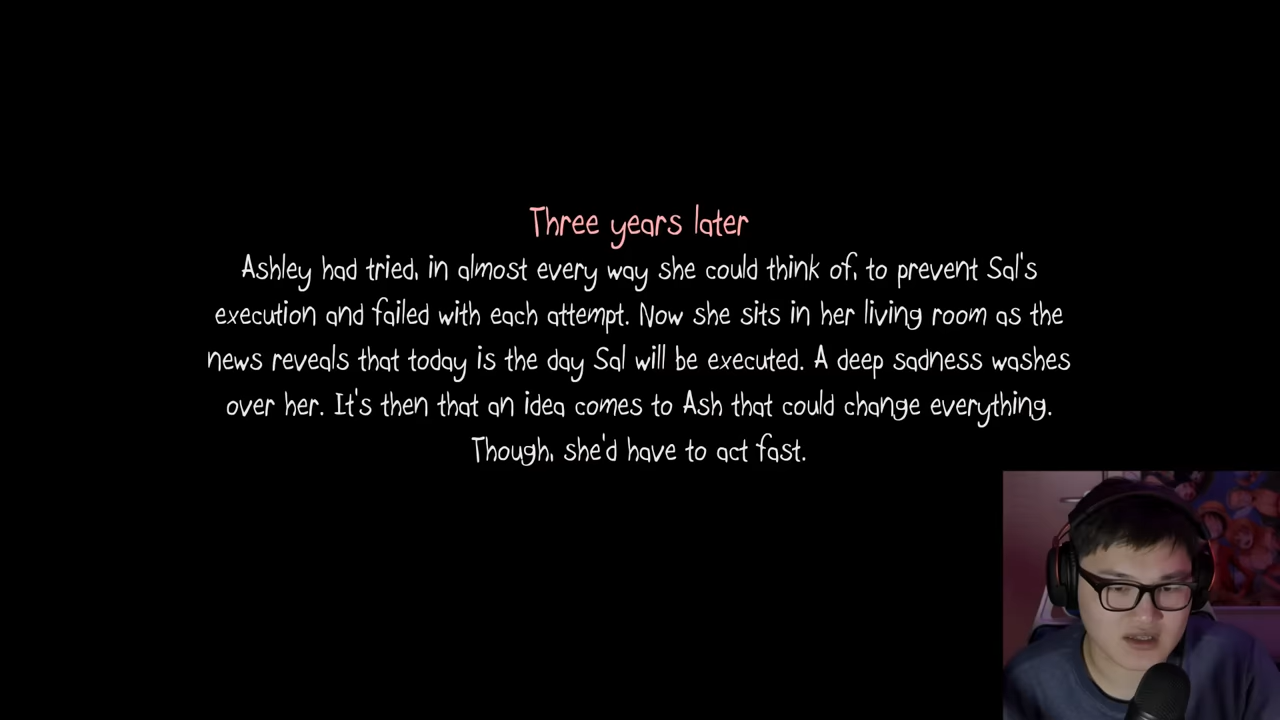 Three years later
Ashley had tried, in almost every way she could think of, to prevent Sal's
execution and failed with each attempt. Now she sits in her living room as the
news reveals that today is the day Sal will be executed. A deep sadness washes
over her. It's then that an idea comes to Ash that could change everything.
Though, she'd have to act fast.